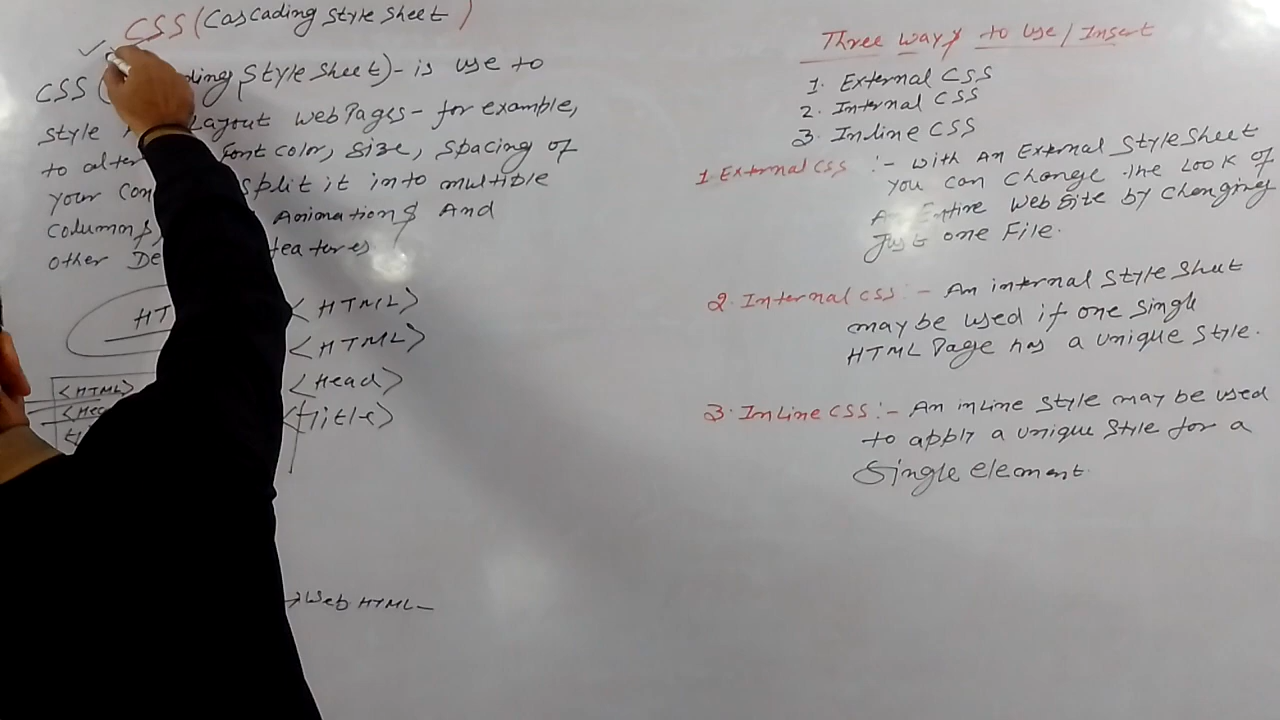 CSS (Cascading Style Sheet)
CSS ( ding Style Sheet) - is use to
Style Layout WebPages - for example,
to alter Font color, Size, Spacing of
your Con split it into multiple
columns, Animations And
other De features
HT
<HTML>
<Hec
<HTML>
<HTML>
<Head>
<Title>
→ Web HTML -
Three ways to use / Insert
1. External CSS
2. Internal CSS
3. Inline CSS
1 External CSS :- With An External StyleSheet
you can Change the Look of
A Entire Website by Changing
Just one File.
2. Internal CSS :- An internal Style Sheet
may be used if one Single
HTML Page has a unique Style.
3. InLine CSS :- An inline style may be used
to apply a unique Style for a
Single element.